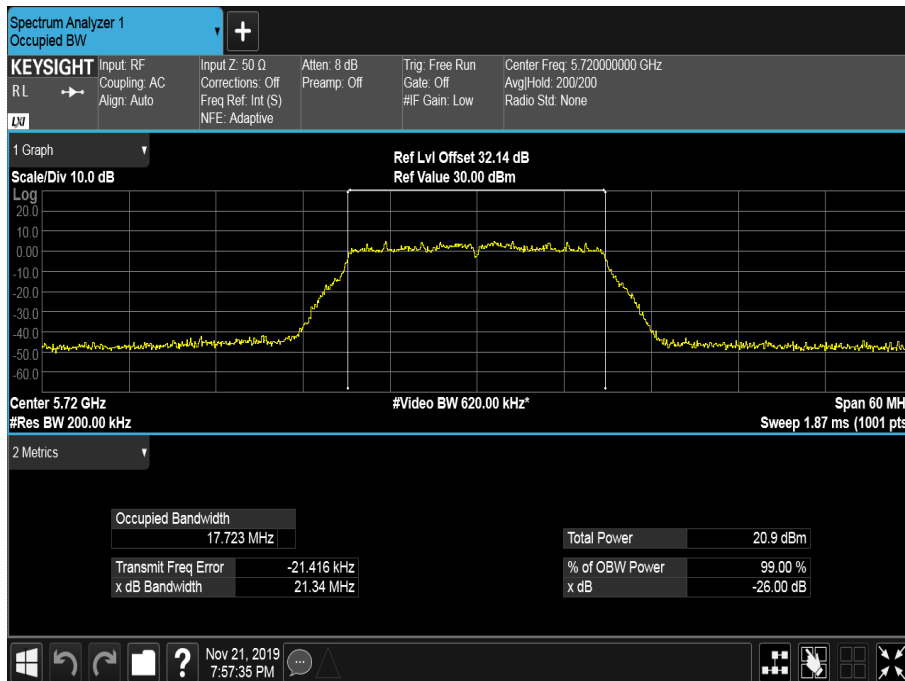 Spectrum Analyzer 1
Occupied BW
+
KEYSIGHT
R L
LXI
Input: RF
Coupling: AC
Align: Auto
Input Z: 50 Ω
Corrections: Off
Freq Ref: Int (S)
NFE: Adaptive
Atten: 8 dB
Preamp: Off
Trig: Free Run
Gate: Off
#IF Gain: Low
Center Freq: 5.720000000 GHz
Avg|Hold: 200/200
Radio Std: None
1 Graph
Scale/Div 10.0 dB
Ref Lvl Offset 32.14 dB
Ref Value 30.00 dBm
Log
20.0
10.0
0.00
-10.0
-20.0
-30.0
-40.0
-50.0
-60.0
Center 5.72 GHz
#Video BW 620.00 kHz*
Span 60 MH
#Res BW 200.00 kHz
Sweep 1.87 ms (1001 pts
2 Metrics
Occupied Bandwidth
17.723 MHz
Total Power 20.9 dBm
Transmit Freq Error -21.416 kHz
% of OBW Power 99.00 %
x dB Bandwidth 21.34 MHz
x dB -26.00 dB
?
Nov 21, 2019
7:57:35 PM